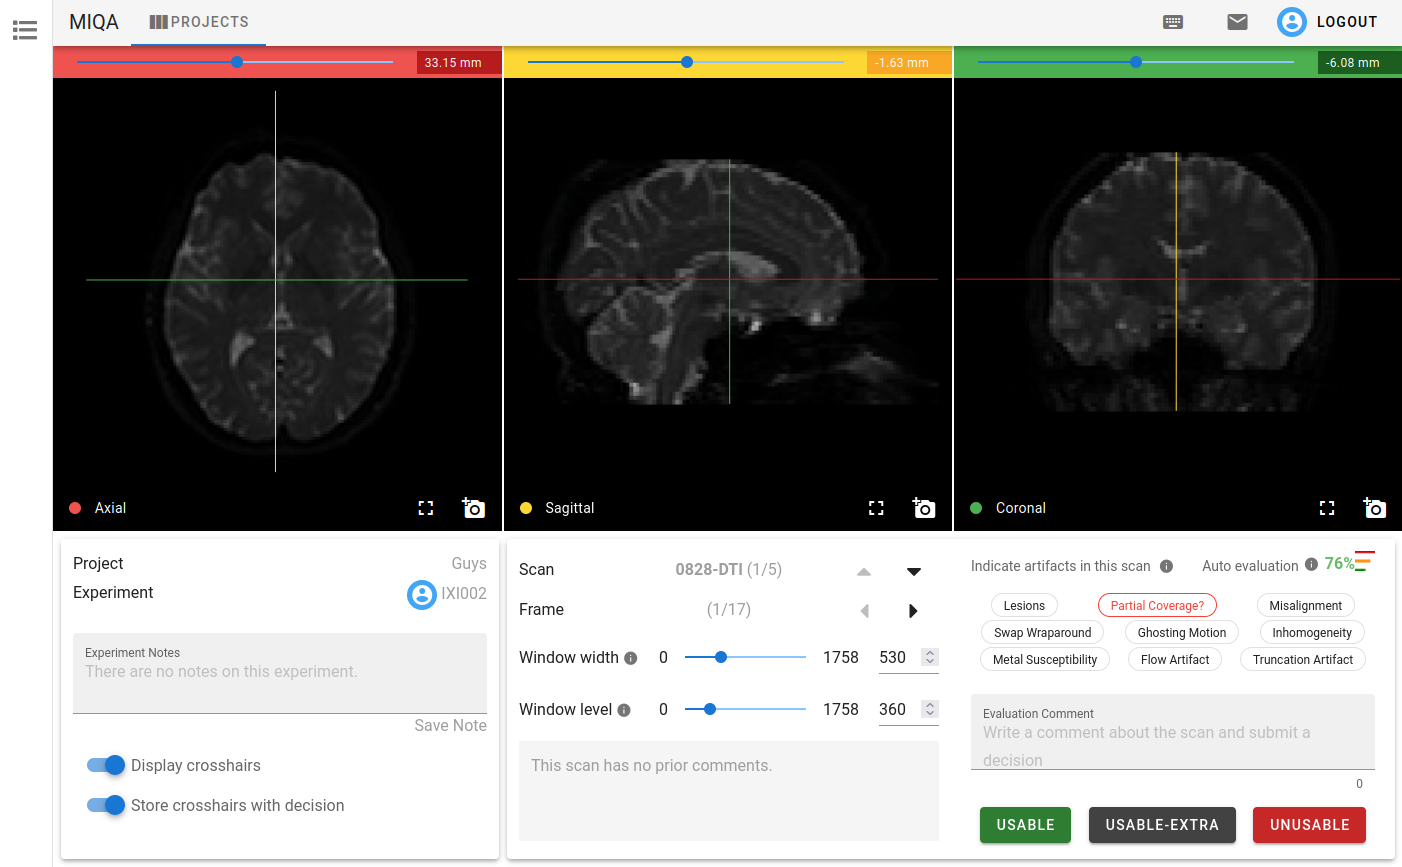 MIQA PROJECTS LOGOUT
33.15 mm -1.63 mm -6.08 mm
Axial Sagittal Coronal
Project Guys
Experiment IXI002
Experiment Notes
There are no notes on this experiment.
Save Note
Display crosshairs
Store crosshairs with decision
Scan 0828-DTI (1/5)
Frame (1/17)
Window width 0 1758 530
Window level 0 1758 360
This scan has no prior comments.
Indicate artifacts in this scan Auto evaluation 76%
Lesions Partial Coverage? Misalignment
Swap Wraparound Ghosting Motion Inhomogeneity
Metal Susceptibility Flow Artifact Truncation Artifact
Evaluation Comment
Write a comment about the scan and submit a
decision
0
USABLE USABLE-EXTRA UNUSABLE